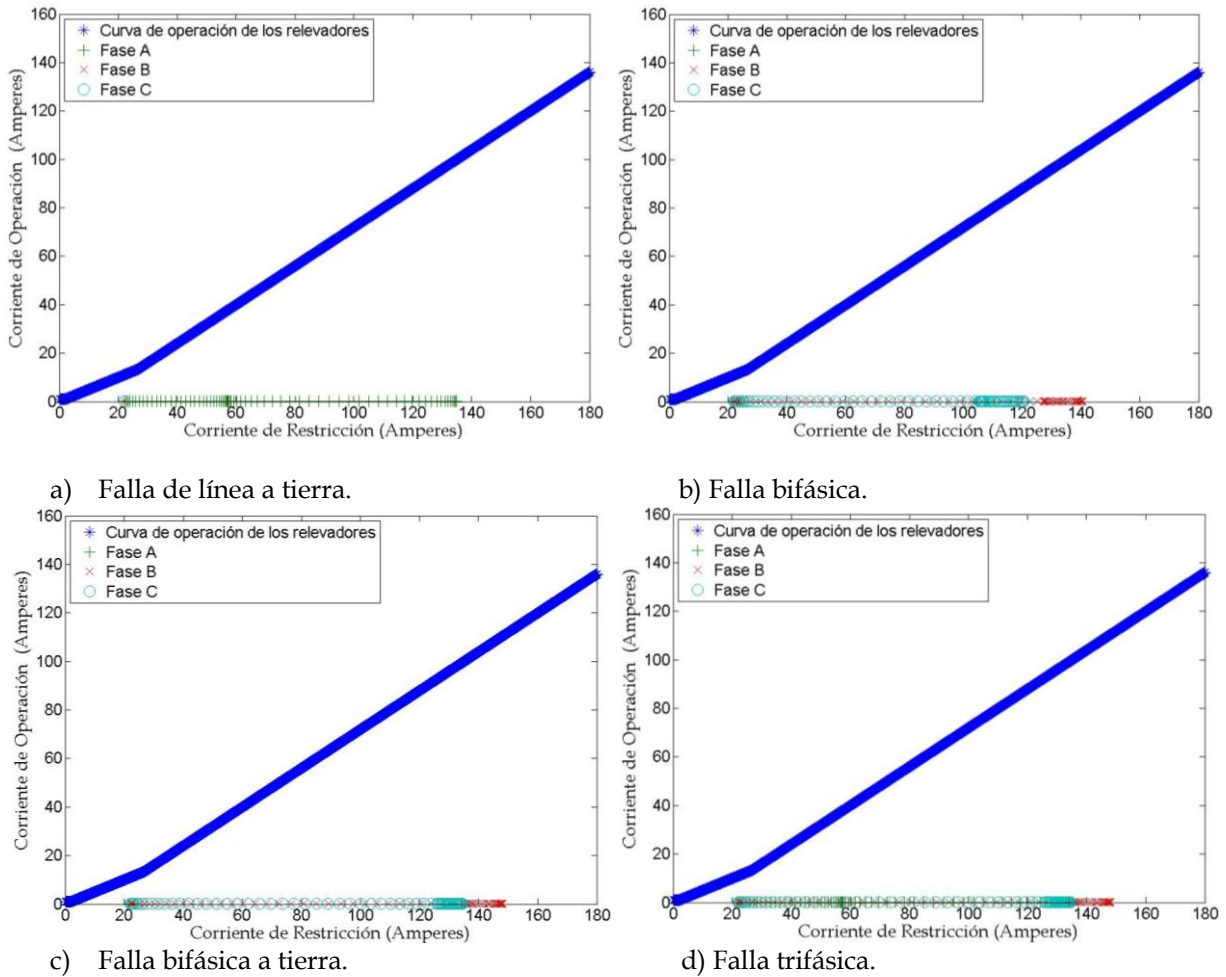 160
140
120
100
80
60
40
20
0
Corriente de Operación (Amperes)
Curva de operación de los relevadores
Fase A
Fase B
Fase C
0 20 40 60 80 100 120 140 160 180
Corriente de Restricción (Amperes)
a) Falla de línea a tierra.
160
140
120
100
80
60
40
20
0
Corriente de Operación (Amperes)
Curva de operación de los relevadores
Fase A
Fase B
Fase C
0 20 40 60 80 100 120 140 160 180
Corriente de Restricción (Amperes)
b) Falla bifásica.
160
140
120
100
80
60
40
20
0
Corriente de Operación (Amperes)
Curva de operación de los relevadores
Fase A
Fase B
Fase C
0 20 40 60 80 100 120 140 160 180
Corriente de Restricción (Amperes)
c) Falla bifásica a tierra.
160
140
120
100
80
60
40
20
0
Corriente de Operación (Amperes)
Curva de operación de los relevadores
Fase A
Fase B
Fase C
0 20 40 60 80 100 120 140 160 180
Corriente de Restricción (Amperes)
d) Falla trifásica.